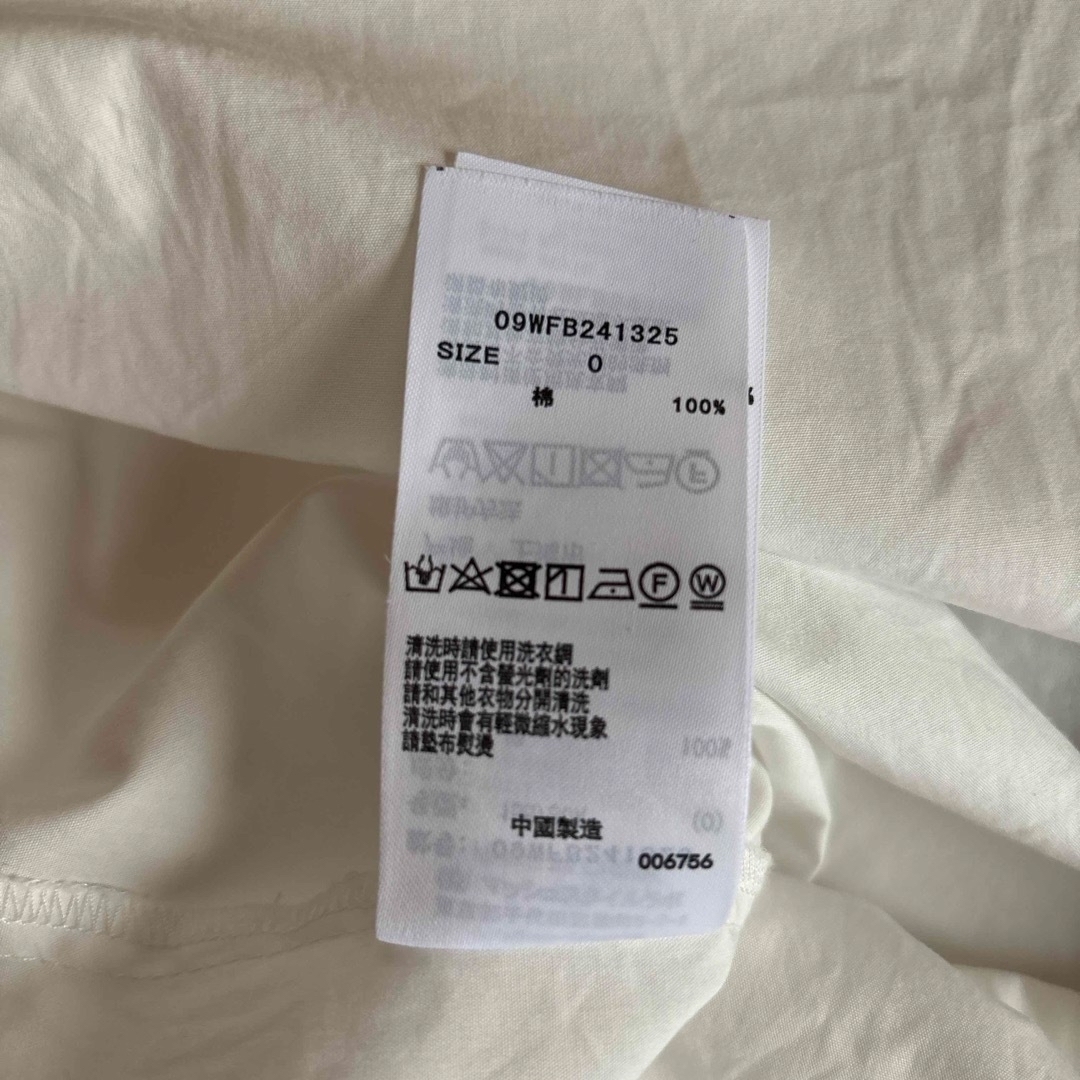 09WFB241325
SIZE 0
棉 100%
F W
清洗時請使用洗衣網
請使用不含螢光劑的洗劑
請和其他衣物分開清洗
清洗時會有輕微縮水現象
請墊布熨燙
中國製造
006756